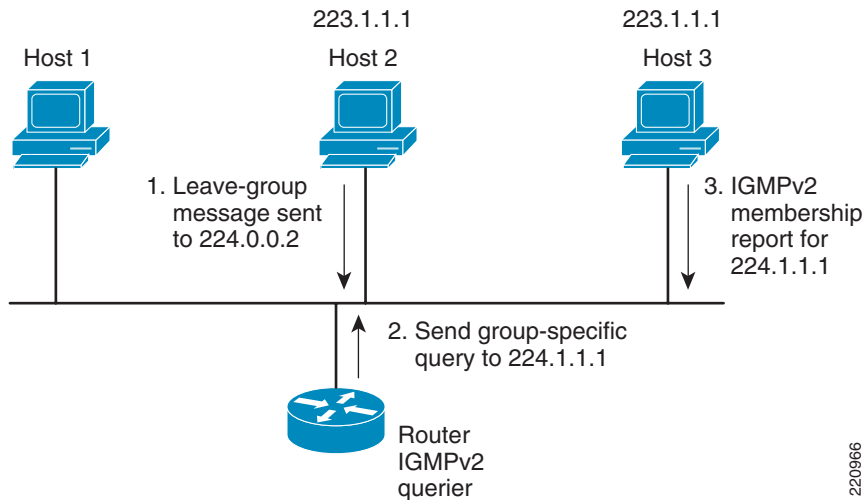 223.1.1.1
223.1.1.1
Host 1
Host 2
Host 3
1. Leave-group
message sent
to 224.0.0.2
3. IGMPv2
membership
report for
224.1.1.1
2. Send group-specific
query to 224.1.1.1
Router
IGMPv2
querier
220966